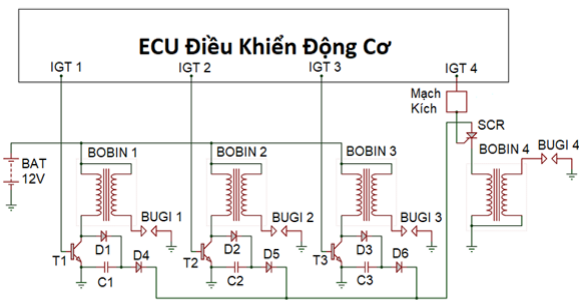 ECU Điều Khiển Động Cơ
IGT 1
IGT 2
IGT 3
IGT 4
Mạch
Kích
SCR
BAT
12V
BOBIN 1
BOBIN 2
BOBIN 3
BOBIN 4
BUGI 4
BUGI 1
BUGI 2
BUGI 3
T1
D1
D4
C1
T2
D2
D5
C2
T3
D3
D6
C3